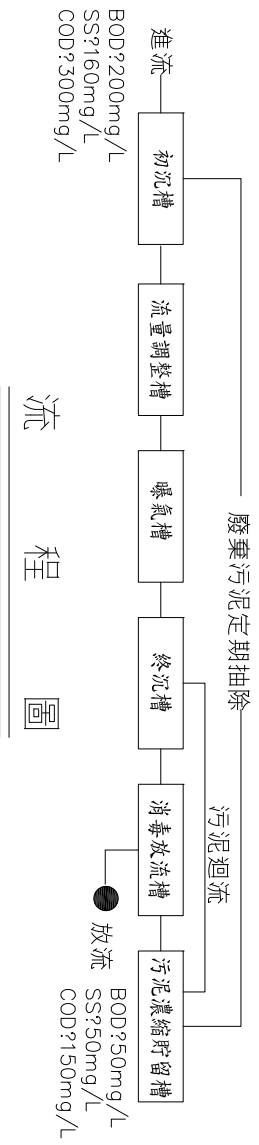 廢棄污泥定期抽除
污泥迴流
進流
初沉槽
流量調整槽
曝氣槽
終沉槽
消毒放流槽
污泥濃縮貯留槽
放流
BOD?200mg/L
SS?160mg/L
COD?300mg/L
BOD?50mg/L
SS?50mg/L
COD?150mg/L
流程圖